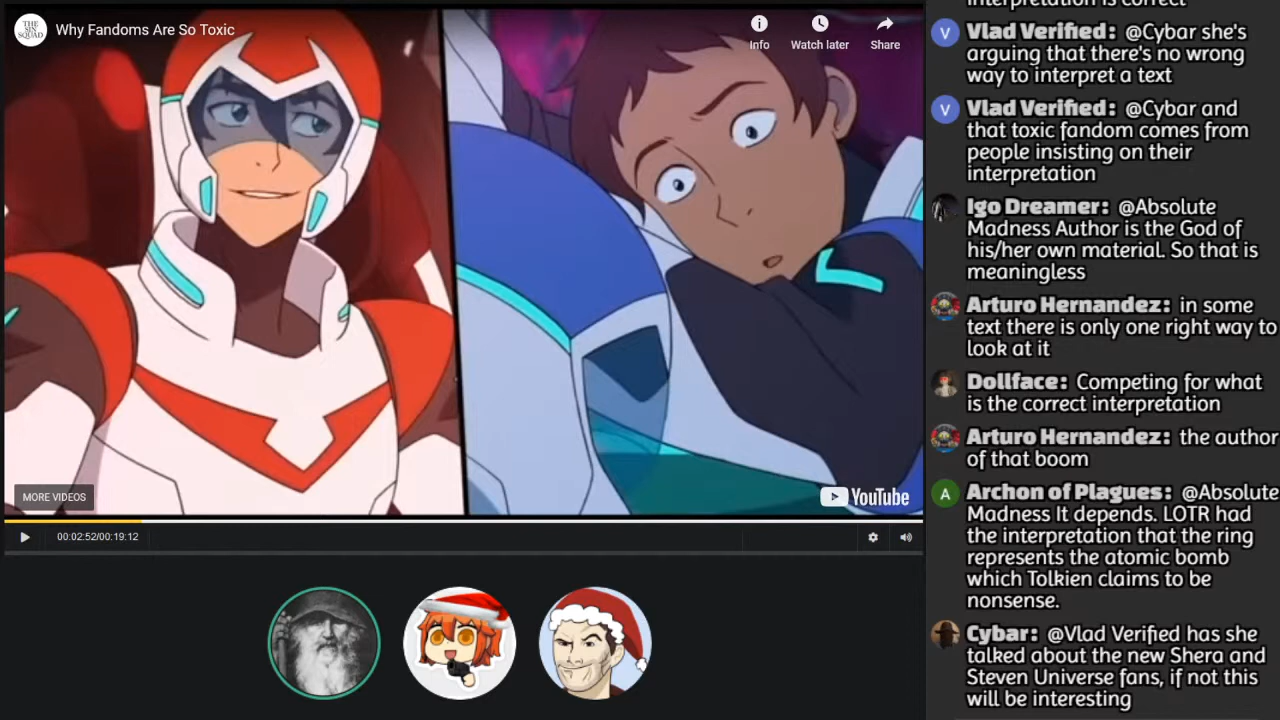 THE
SIN
SQUAD
Why Fandoms Are So Toxic
Info
Watch later
Share
MORE VIDEOS
YouTube
00:02:52/00:19:12
interpretation is correct
V
Vlad Verified: @Cybar she's
arguing that there's no wrong
way to interpret a text
V
Vlad Verified: @Cybar and
that toxic fandom comes from
people insisting on their
interpretation
Igo Dreamer: @Absolute
Madness Author is the God of
his/her own material. So that is
meaningless
Arturo Hernandez: in some
text there is only one right way to
look at it
Dollface: Competing for what
is the correct interpretation
Arturo Hernandez: the author
of that boom
A
Archon of Plagues: @Absolute
Madness It depends. LOTR had
the interpretation that the ring
represents the atomic bomb
which Tolkien claims to be
nonsense.
Cybar: @Vlad Verified has she
talked about the new Shera and
Steven Universe fans, if not this
will be interesting